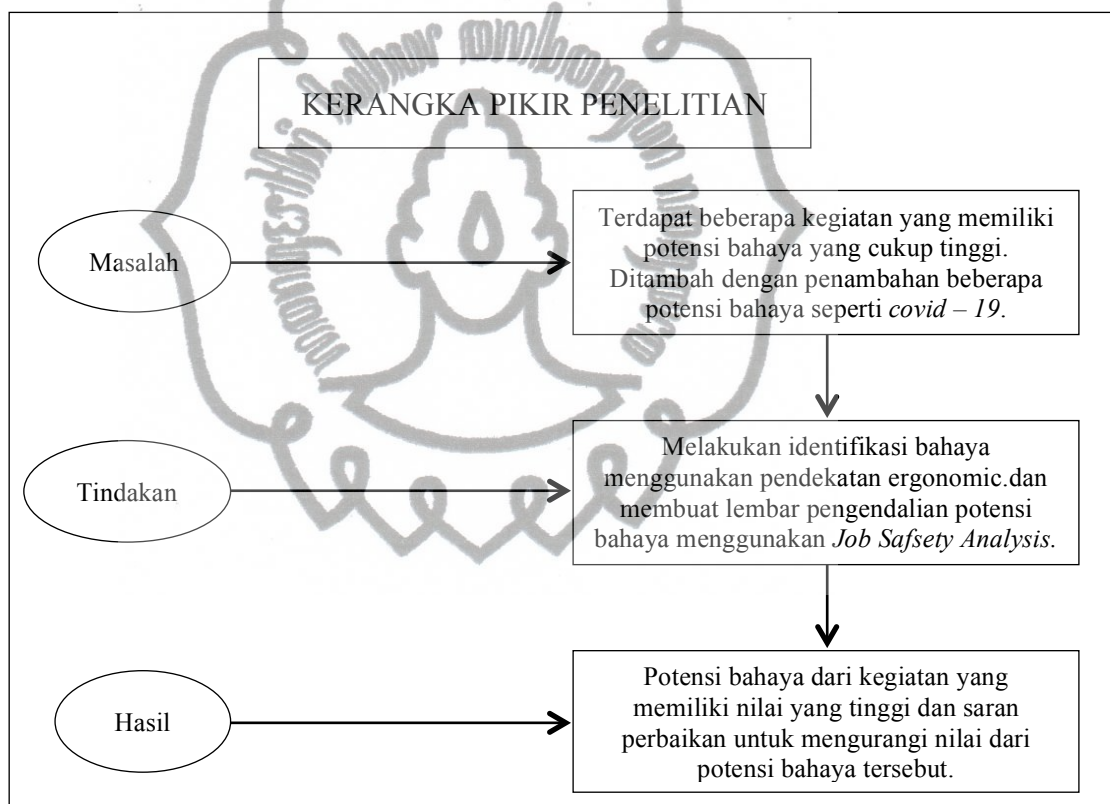 KERANGKA PIKIR PENELITIAN
Masalah
Terdapat beberapa kegiatan yang memiliki
potensi bahaya yang cukup tinggi.
Ditambah dengan penambahan beberapa
potensi bahaya seperti covid – 19.
Tindakan
Melakukan identifikasi bahaya
menggunakan pendekatan ergonomic.dan
membuat lembar pengendalian potensi
bahaya menggunakan Job Safsety Analysis.
Hasil
Potensi bahaya dari kegiatan yang
memiliki nilai yang tinggi dan saran
perbaikan untuk mengurangi nilai dari
potensi bahaya tersebut.